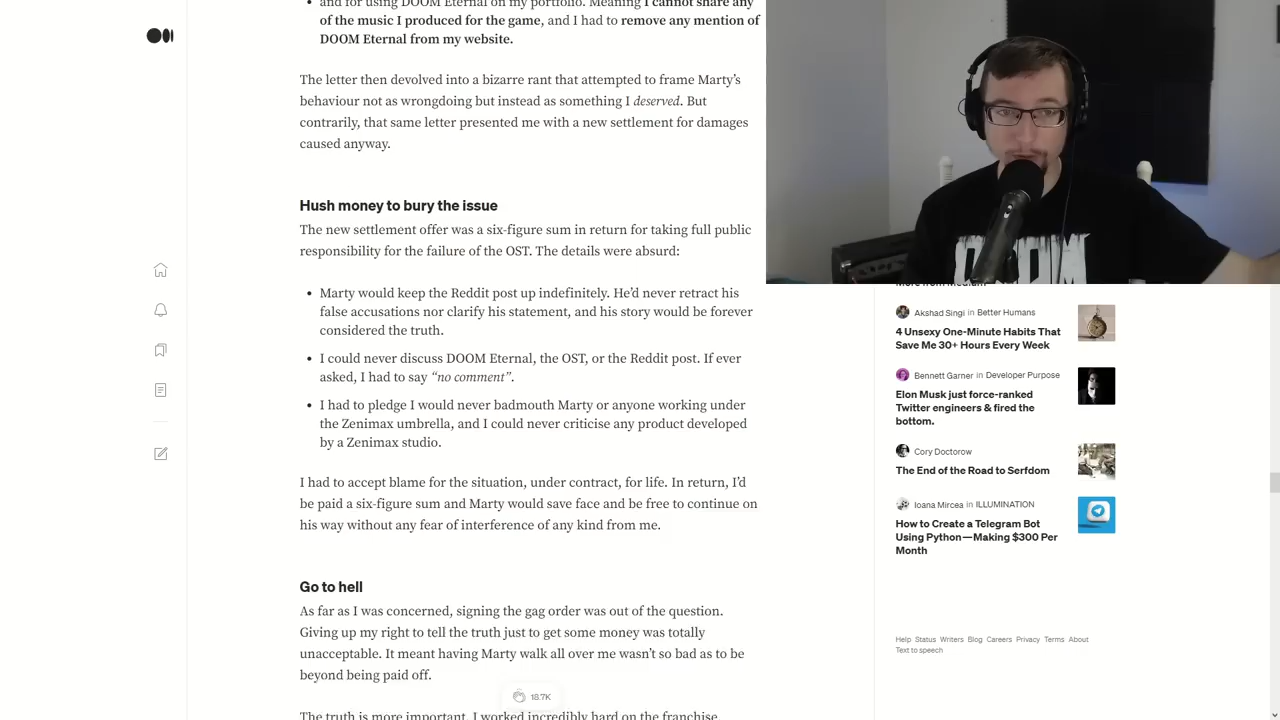 and for using DOOM Eternal on my portfolio. Meaning I cannot share any
of the music I produced for the game, and I had to remove any mention of
DOOM Eternal from my website.
The letter then devolved into a bizarre rant that attempted to frame Marty’s
behaviour not as wrongdoing but instead as something I deserved. But
contrarily, that same letter presented me with a new settlement for damages
caused anyway.
Hush money to bury the issue
The new settlement offer was a six-figure sum in return for taking full public
responsibility for the failure of the OST. The details were absurd:
• Marty would keep the Reddit post up indefinitely. He’d never retract his
false accusations nor clarify his statement, and his story would be forever
considered the truth.
• I could never discuss DOOM Eternal, the OST, or the Reddit post. If ever
asked, I had to say “no comment”.
• I had to pledge I would never badmouth Marty or anyone working under
the Zenimax umbrella, and I could never criticise any product developed
by a Zenimax studio.
I had to accept blame for the situation, under contract, for life. In return, I’d
be paid a six-figure sum and Marty would save face and be free to continue on
his way without any fear of interference of any kind from me.
Go to hell
As far as I was concerned, signing the gag order was out of the question.
Giving up my right to tell the truth just to get some money was totally
unacceptable. It meant having Marty walk all over me wasn’t so bad as to be
beyond being paid off.
18.7K
The truth is more important. I worked incredibly hard on the franchise,
DOOM
More from Medium
Akshad Singi in Better Humans
4 Unsexy One-Minute Habits That
Save Me 30+ Hours Every Week
Bennett Garner in Developer Purpose
Elon Musk just force-ranked
Twitter engineers & fired the
bottom.
Cory Doctorow
The End of the Road to Serfdom
Ioana Mircea in ILLUMINATION
How to Create a Telegram Bot
Using Python — Making $300 Per
Month
Help Status Writers Blog Careers Privacy Terms About
Text to speech